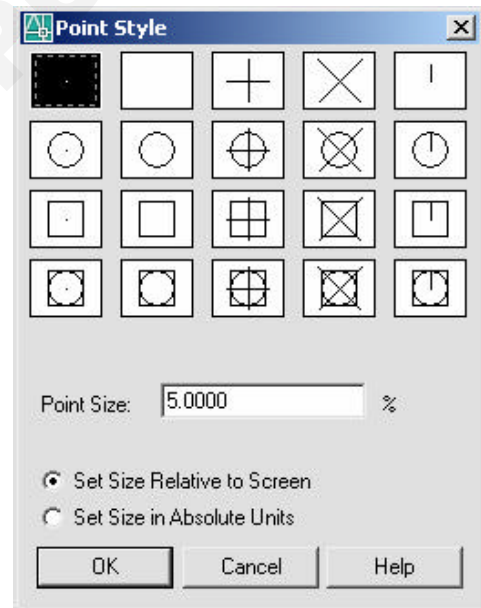 Point Style
Point Size: 5.0000 %
Set Size Relative to Screen
Set Size in Absolute Units
OK Cancel Help